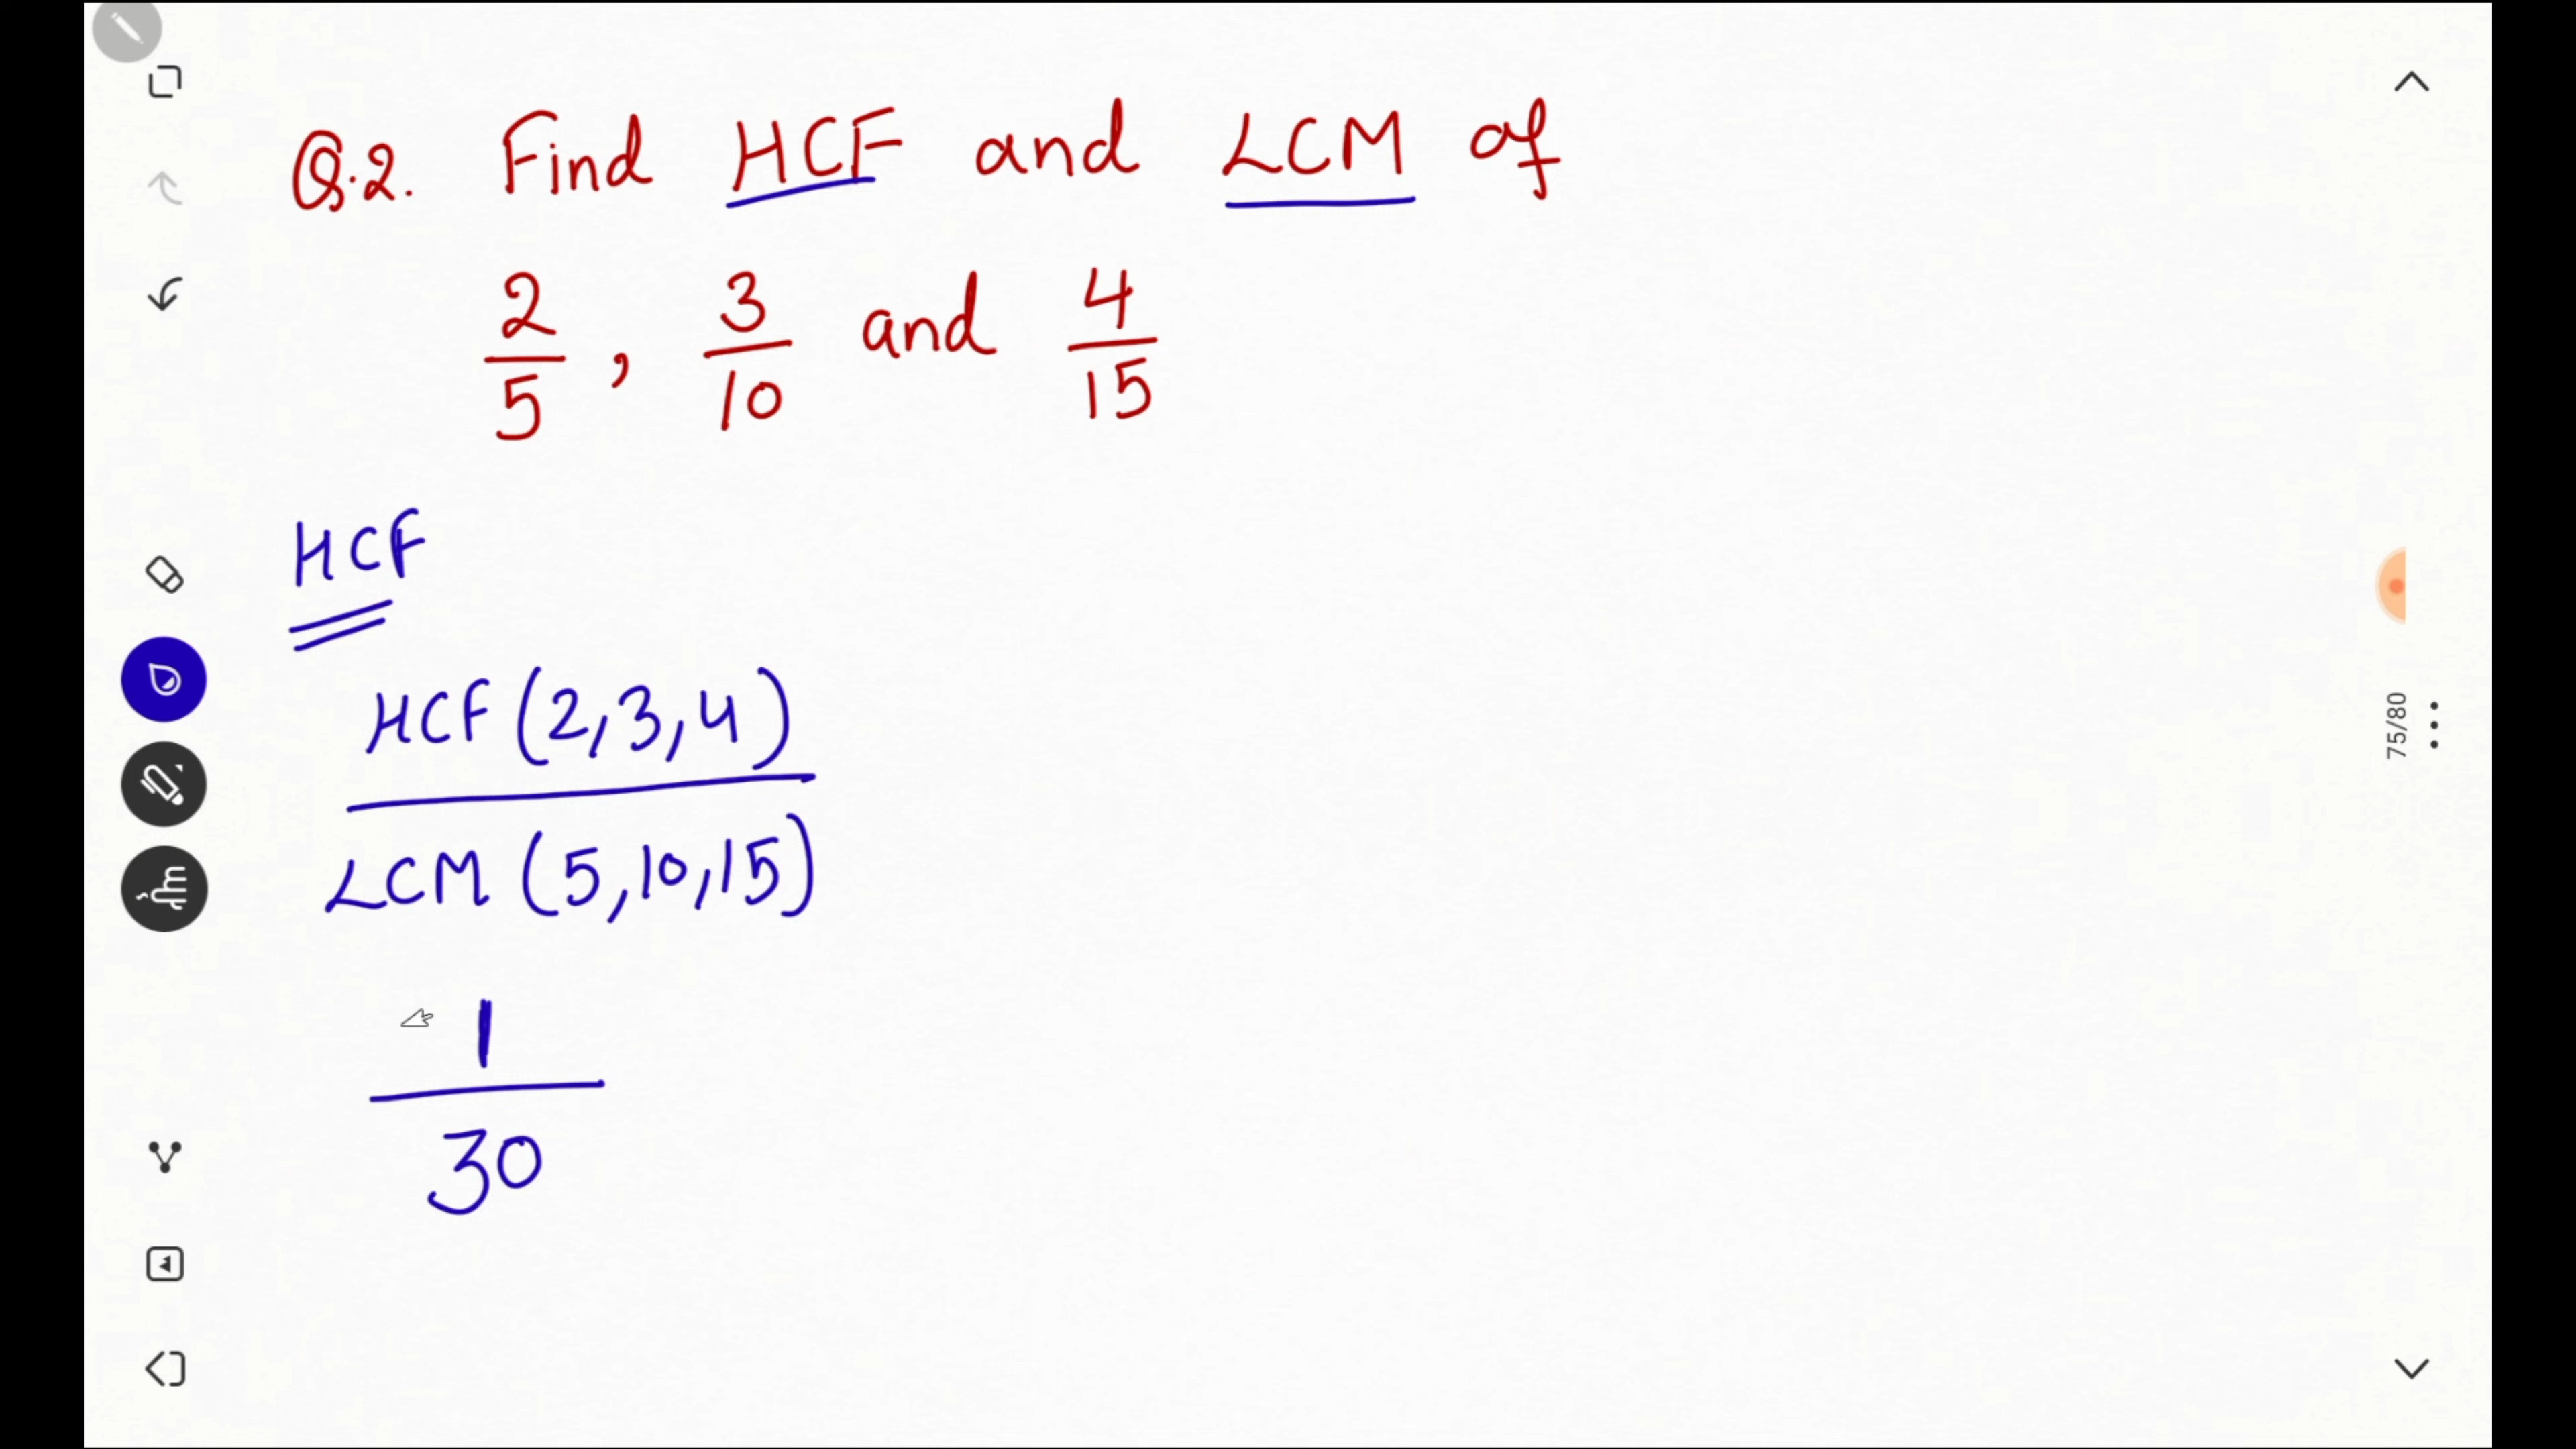 Q.2. Find HCF and LCM of
2/5, 3/10 and 4/15
HCF
HCF (2,3,4)
LCM (5,10,15)
1
30
75/80